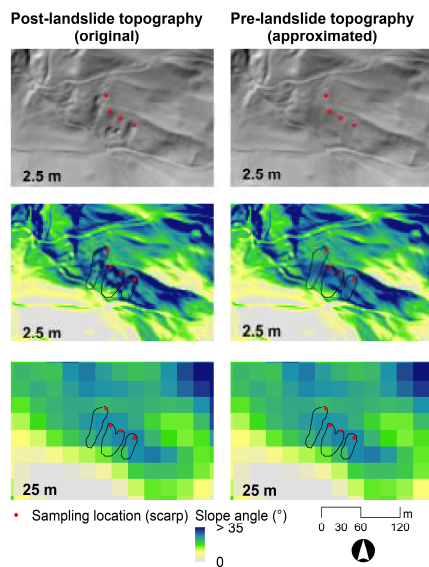 Post-landslide topography
(original)
Pre-landslide topography
(approximated)
2.5 m
2.5 m
2.5 m
2.5 m
25 m
25 m
Sampling location (scarp)
Slope angle (°)
> 35
0
m
0 30 60 120